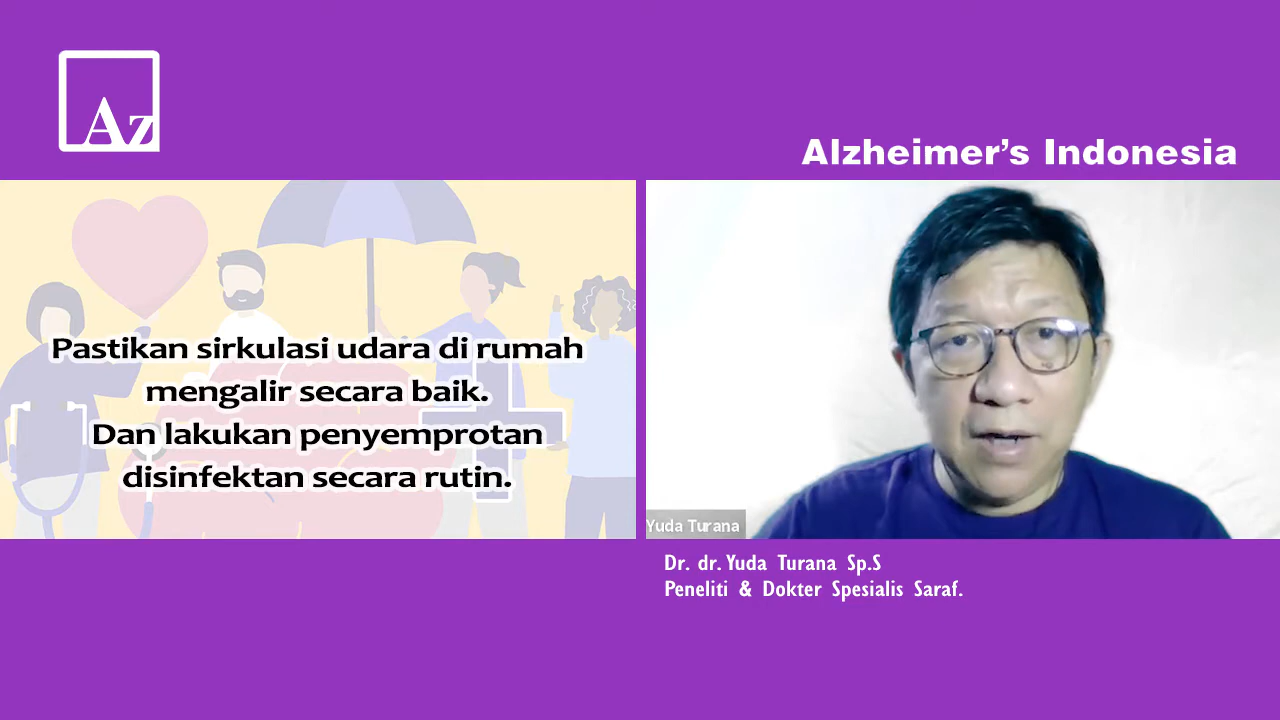 Az
Alzheimer's Indonesia
Pastikan sirkulasi udara di rumah
mengalir secara baik.
Dan lakukan penyemprotan
disinfektan secara rutin.
Yuda Turana
Dr. dr. Yuda Turana Sp.S
Peneliti & Dokter Spesialis Saraf.